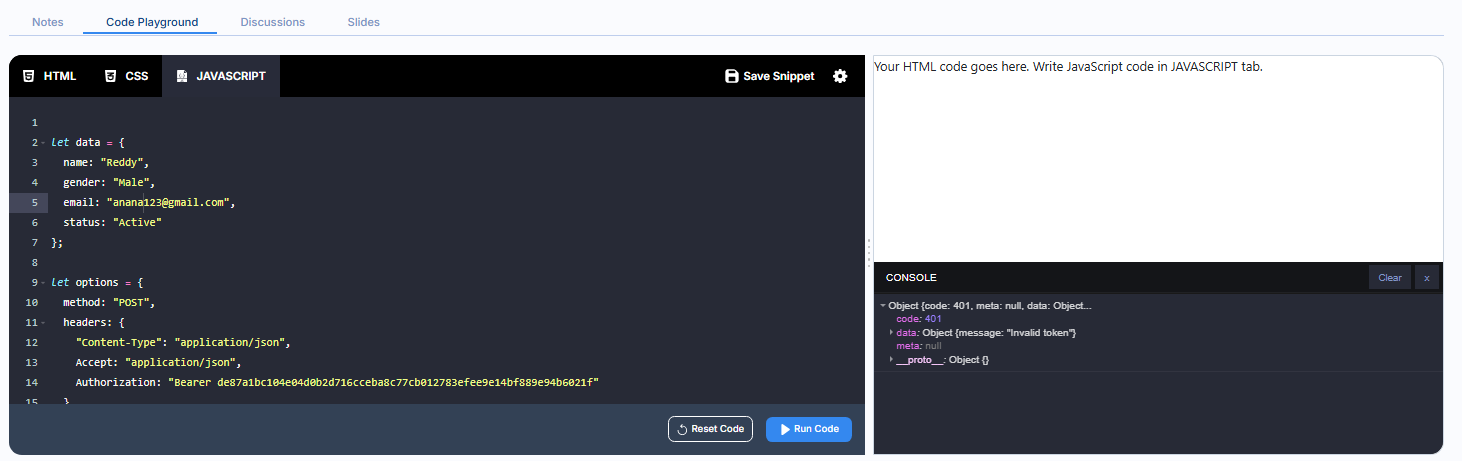 Notes Code Playground Discussions Slides
HTML CSS JAVASCRIPT Save Snippet
1
2 let data = {
3 name: "Reddy",
4 gender: "Male",
5 email: "anana123@gmail.com",
6 status: "Active"
7 };
8
9 let options = {
10 method: "POST",
11 headers: {
12 "Content-Type": "application/json",
13 Accept: "application/json",
14 Authorization: "Bearer de87a1bc104e04d0b2d716cceba8c77cb012783efee9e14bf889e94b6021f"
15 }
Reset Code Run Code
Your HTML code goes here. Write JavaScript code in JAVASCRIPT tab.
CONSOLE Clear x
Object {code: 401, meta: null, data: Object...
code: 401
data: Object {message: "Invalid token"}
meta: null
__proto__: Object {}